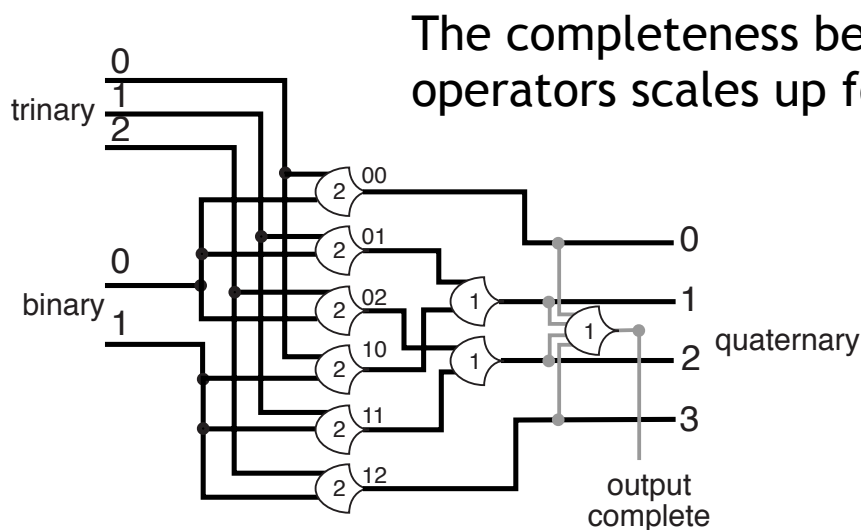 The completeness be
operators scales up f
trinary
0
1
2
binary
0
1
2 00
2 01
2 02
2 10
2 11
2 12
1
1
1
0
1
2
3
quaternary
output
complete